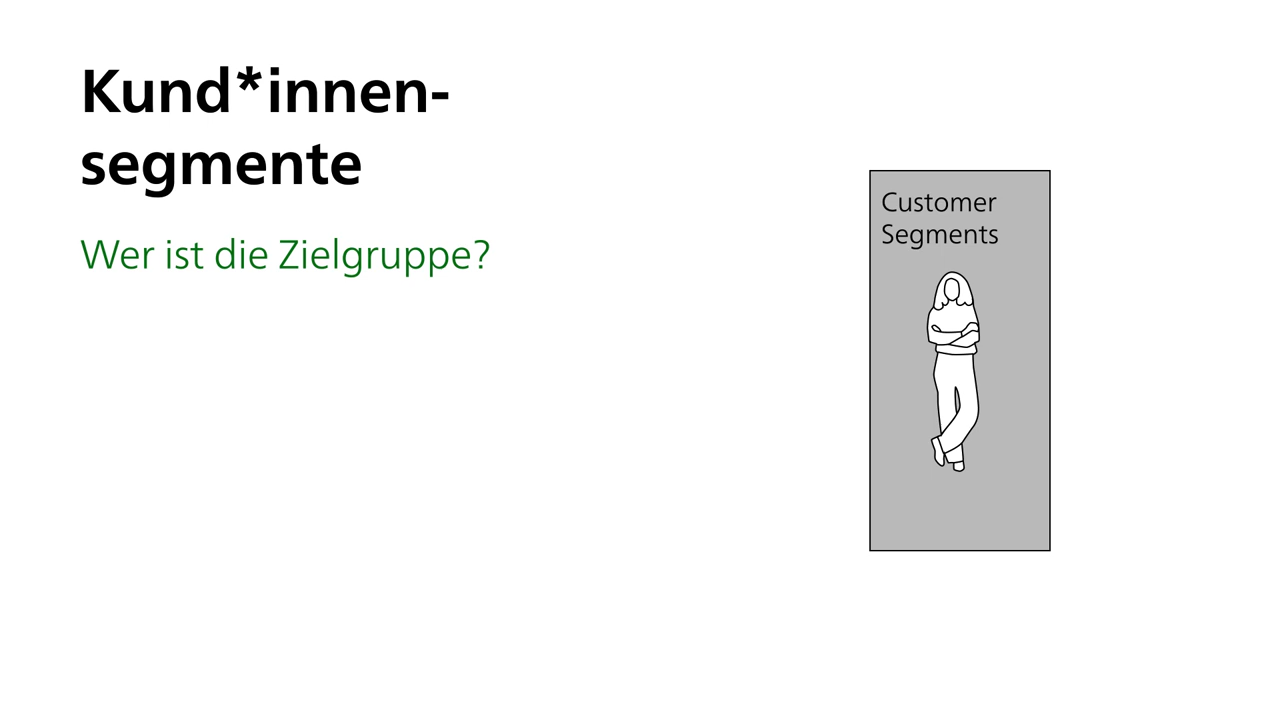 Kund*innen-
segmente
Wer ist die Zielgruppe?
Customer
Segments